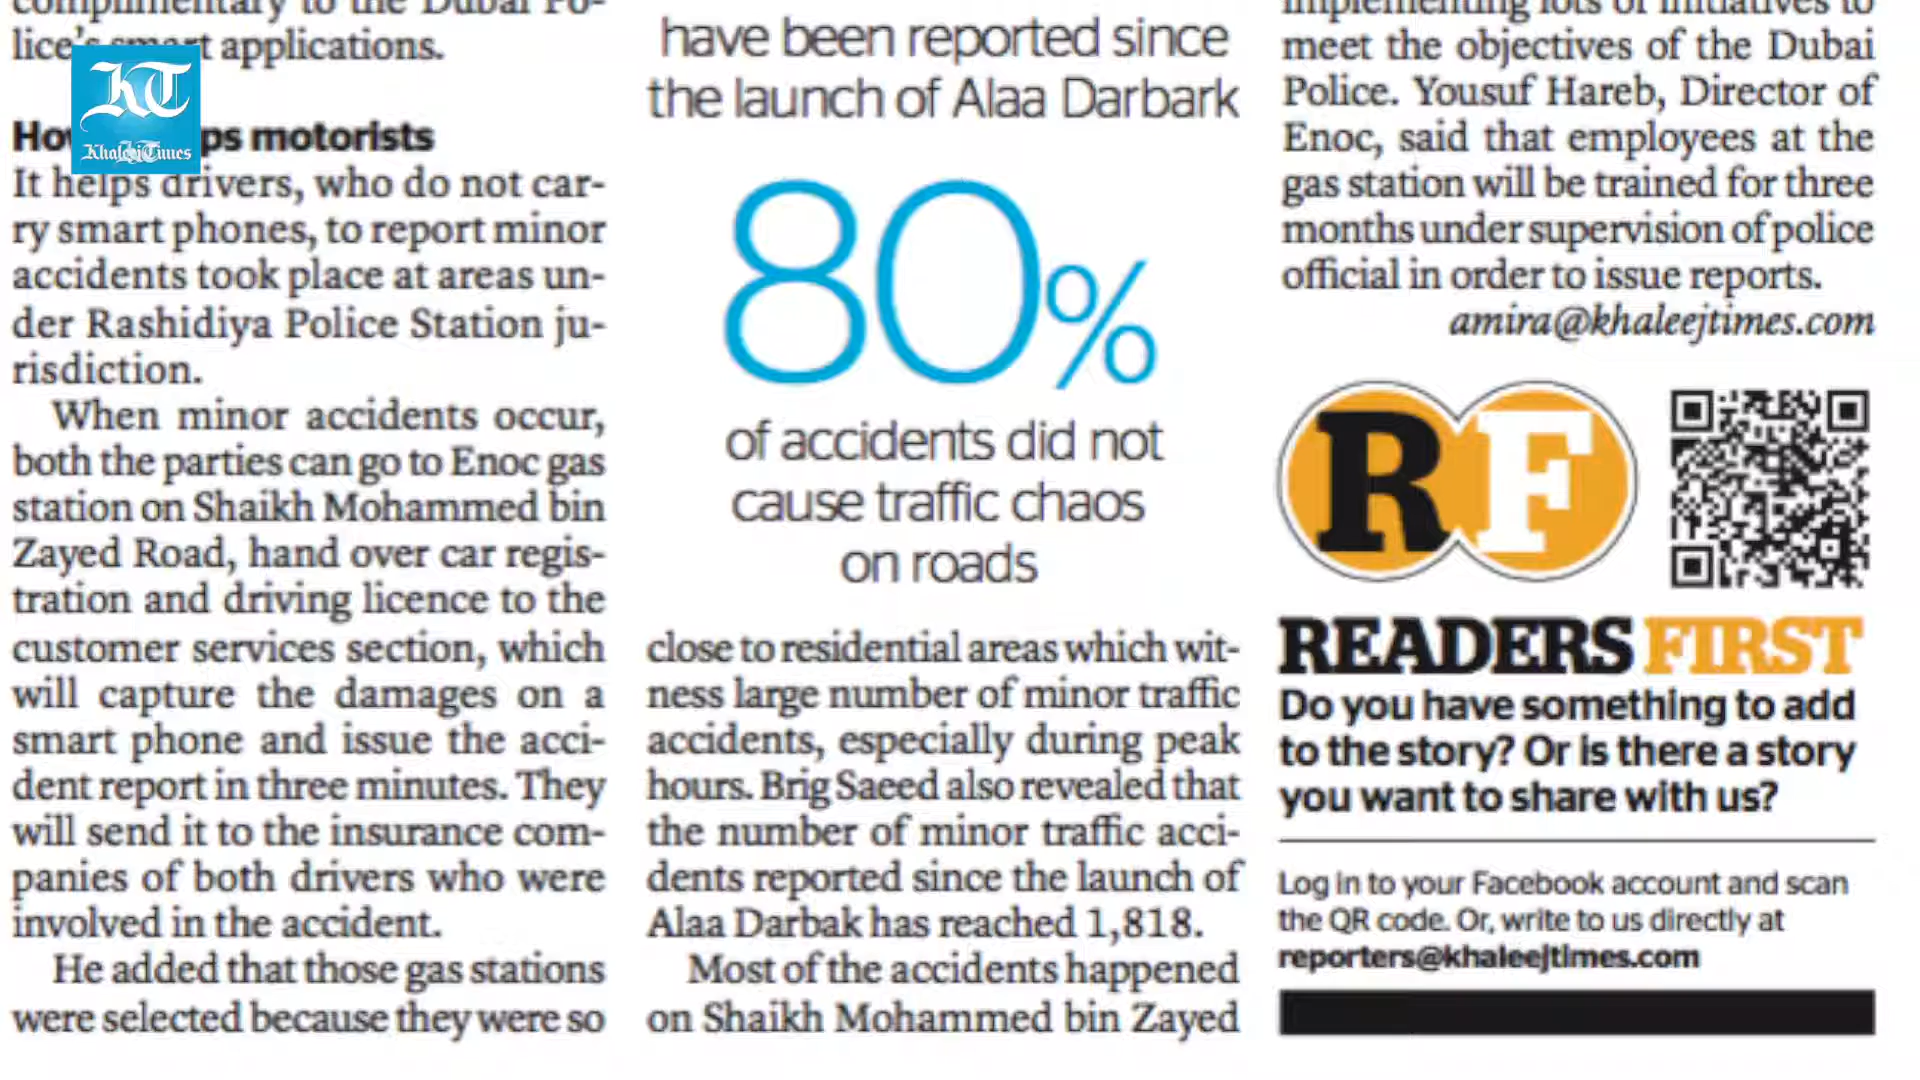 complimentary to the Dubai Po-
lice's smart applications.
KT
Khaleej Times
How ps motorists
It helps drivers, who do not car-
ry smart phones, to report minor
accidents took place at areas un-
der Rashidiya Police Station ju-
risdiction.
When minor accidents occur,
both the parties can go to Enoc gas
station on Shaikh Mohammed bin
Zayed Road, hand over car regis-
tration and driving licence to the
customer services section, which
will capture the damages on a
smart phone and issue the acci-
dent report in three minutes. They
will send it to the insurance com-
panies of both drivers who were
involved in the accident.
He added that those gas stations
were selected because they were so
have been reported since
the launch of Alaa Darbark
80%
of accidents did not
cause traffic chaos
on roads
close to residential areas which wit-
ness large number of minor traffic
accidents, especially during peak
hours. Brig Saeed also revealed that
the number of minor traffic acci-
dents reported since the launch of
Alaa Darbak has reached 1,818.
Most of the accidents happened
on Shaikh Mohammed bin Zayed
implementing lots of initiatives to
meet the objectives of the Dubai
Police. Yousuf Hareb, Director of
Enoc, said that employees at the
gas station will be trained for three
months under supervision of police
official in order to issue reports.
amira@khaleejtimes.com
RF
READERS FIRST
Do you have something to add
to the story? Or is there a story
you want to share with us?
Log in to your Facebook account and scan
the QR code. Or, write to us directly at
reporters@khaleejtimes.com